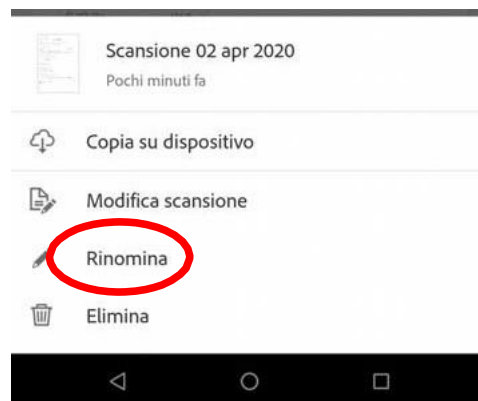 Scansione 02 apr 2020
Pochi minuti fa
Copia su dispositivo
Modifica scansione
Rinomina
Elimina